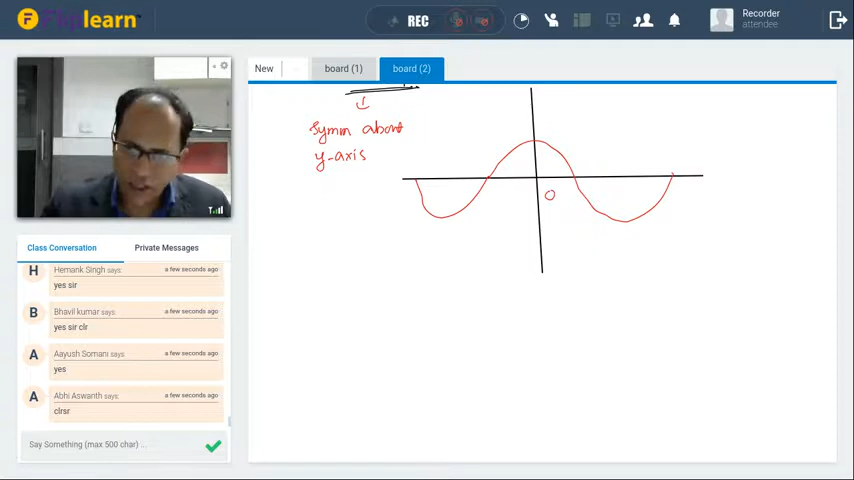 Fliplearn
REC
Recorder
attendee
New
board (1)
board (2)
Symm about
y-axis
O
Class Conversation
Private Messages
H
Hemank Singh says:
a few seconds ago
yes sir
B
Bhavil kumar says:
a few seconds ago
yes sir clr
A
Aayush Somani says:
a few seconds ago
yes
A
Abhi Aswanth says:
a few seconds ago
clrsr
Say Something (max 500 char) ...